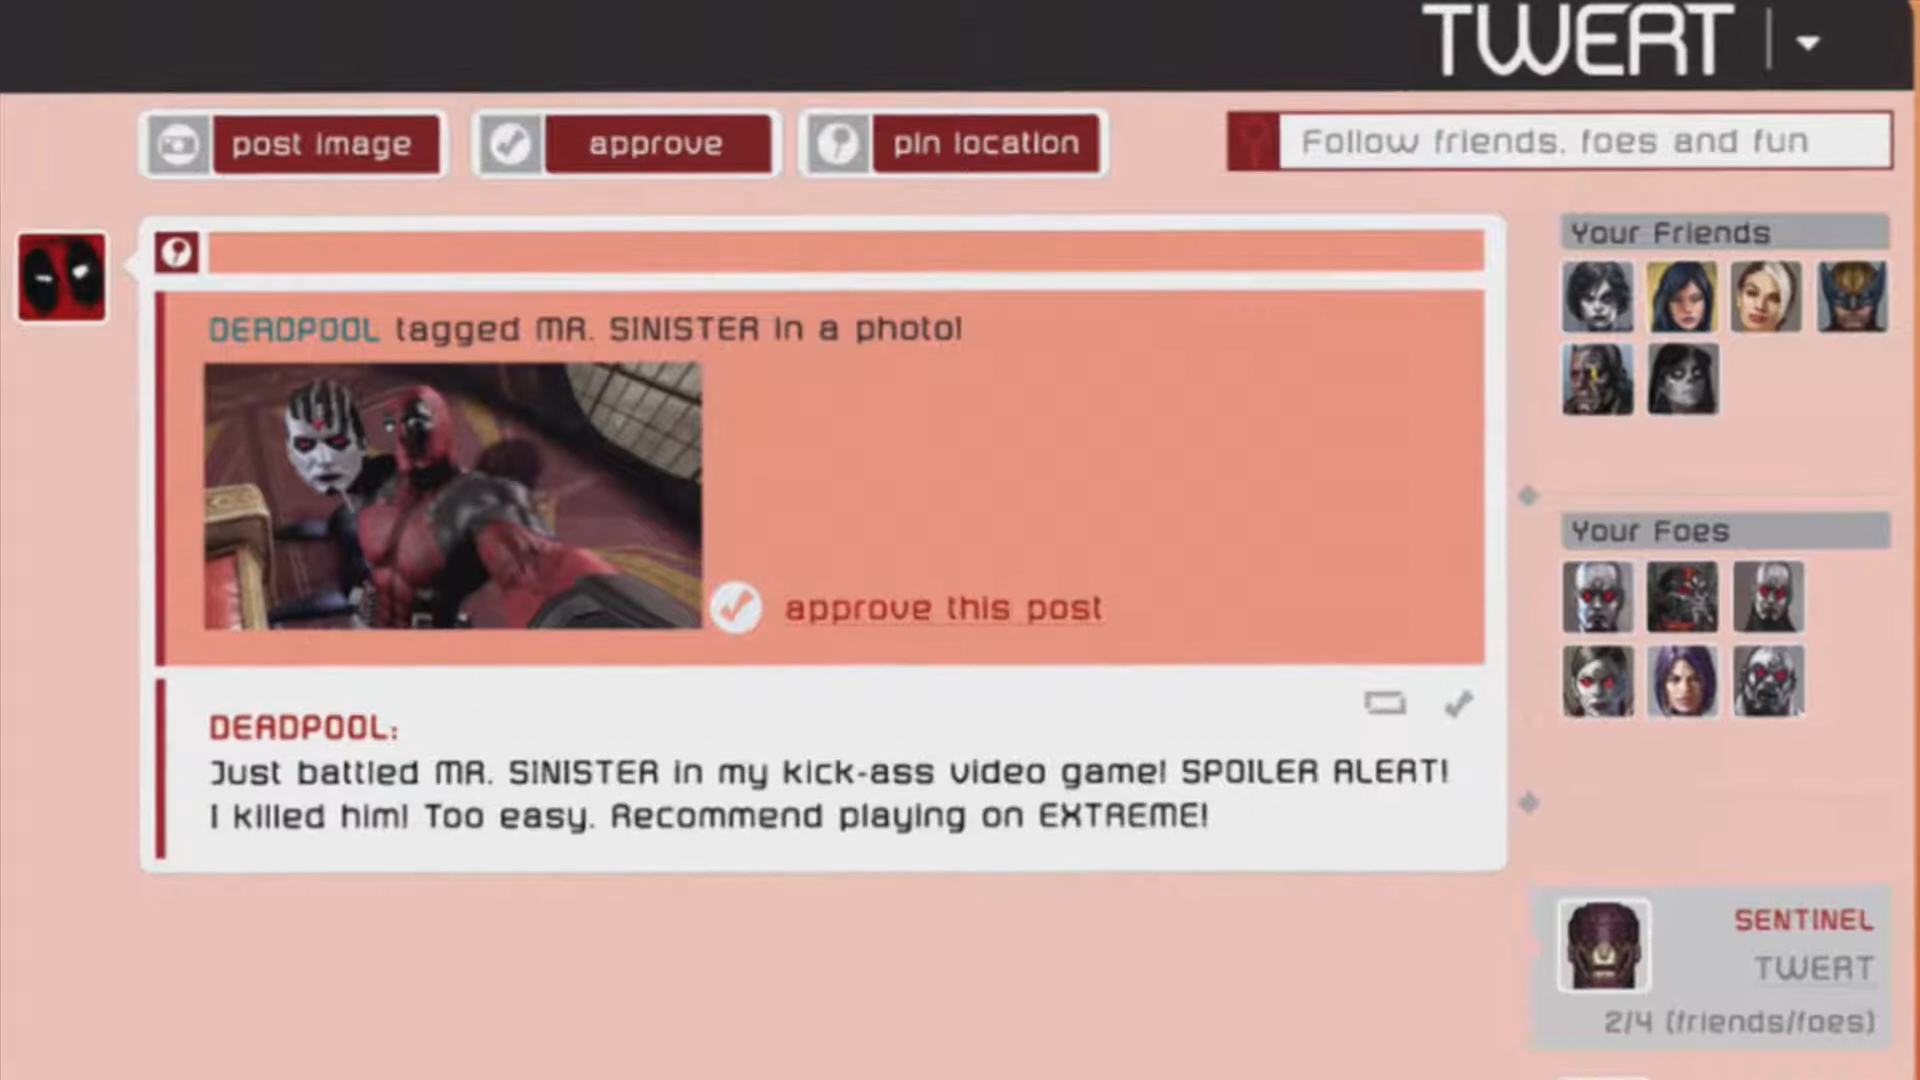 TWERT
post image
approve
pin location
Follow friends, foes and fun
Your Friends
DEADPOOL tagged MR. SINISTER in a photo!
approve this post
Your Foes
DEADPOOL:
Just battled MR. SINISTER in my kick-ass video game! SPOILER ALERT!
I killed him! Too easy. Recommend playing on EXTREME!
SENTINEL
TWERT
2/4 (friends/foes)